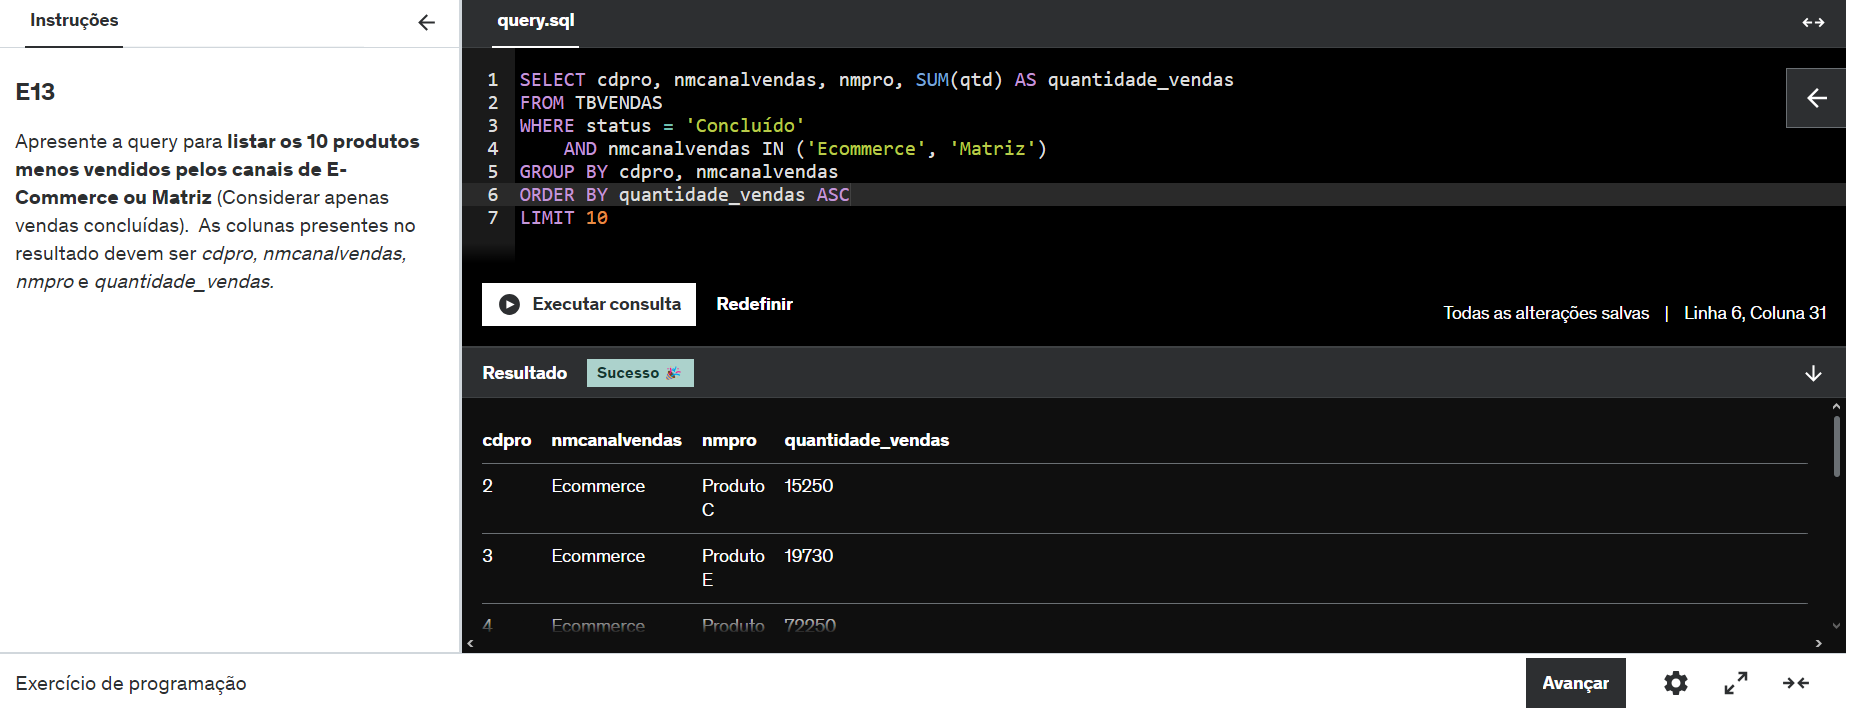 Instruções
E13
Apresente a query para listar os 10 produtos
menos vendidos pelos canais de E-
Commerce ou Matriz (Considerar apenas
vendas concluídas).  As colunas presentes no
resultado devem ser cdpro, nmcanalvendas,
nmpro e quantidade_vendas.
query.sql
1 SELECT cdpro, nmcanalvendas, nmpro, SUM(qtd) AS quantidade_vendas
2 FROM TBVENDAS
3 WHERE status = 'Concluído'
4     AND nmcanalvendas IN ('Ecommerce', 'Matriz')
5 GROUP BY cdpro, nmcanalvendas
6 ORDER BY quantidade_vendas ASC
7 LIMIT 10
Executar consulta Redefinir
Todas as alterações salvas | Linha 6, Coluna 31
Resultado Sucesso 🎉
cdpro nmcanalvendas nmpro quantidade_vendas
2 Ecommerce Produto 15250
C
3 Ecommerce Produto 19730
E
4 Ecommerce Produto 72250
Exercício de programação
Avançar